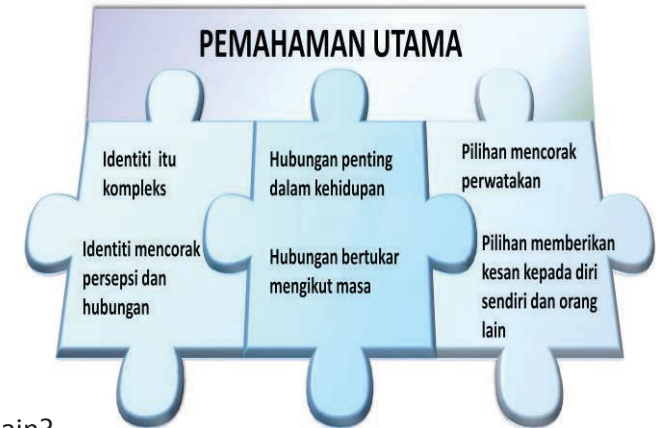 PEMAHAMAN UTAMA
Identiti itu
kompleks
Identiti mencorak
persepsi dan
hubungan
Hubungan penting
dalam kehidupan
Hubungan bertukar
mengikut masa
Pilihan mencorak
perwatakan
Pilihan memberikan
kesan kepada diri
sendiri dan orang
lain